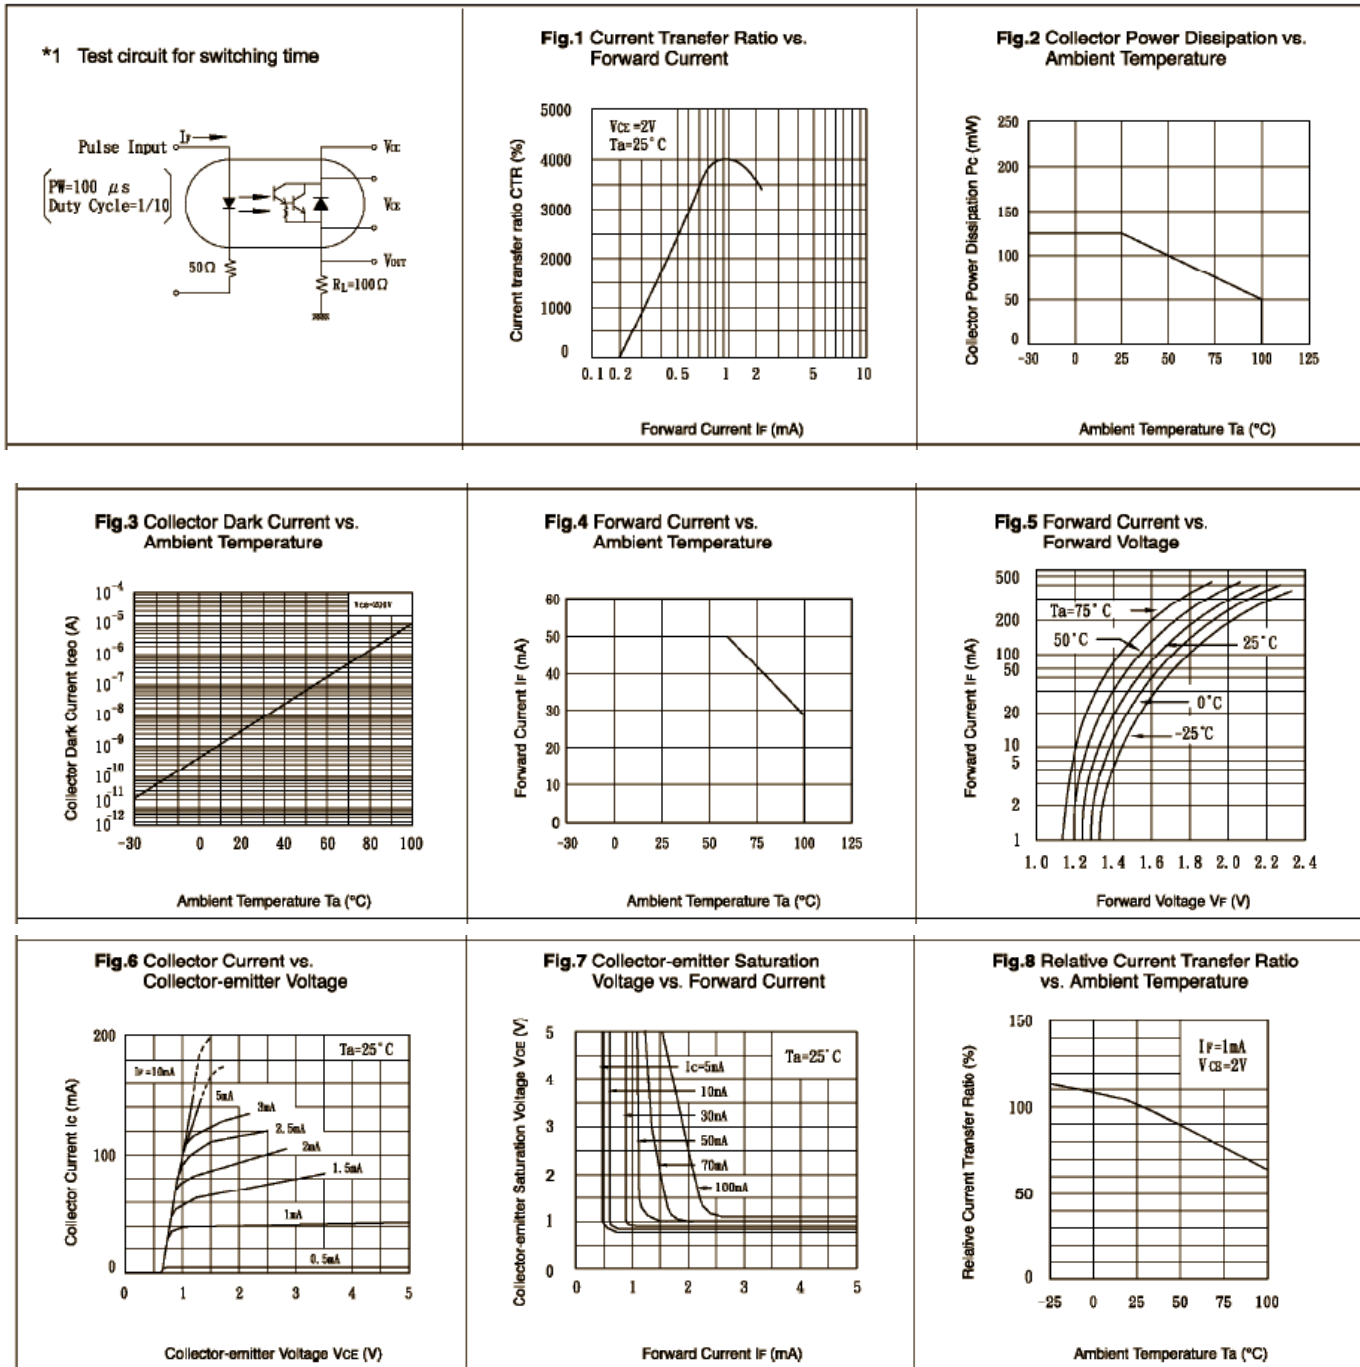 *1 Test circuit for switching time
Pulse Input
IF
PW=100 μs
Duty Cycle=1/10
50Ω
VCE
RL=100Ω
Fig.1 Current Transfer Ratio vs.
Forward Current
Current transfer ratio CTR (%)
5000
4000
3000
2000
1000
0
VCE=2V
Ta=25°C
0.1 0.2 0.5 1 2 5 10
Forward Current IF (mA)
Fig.2 Collector Power Dissipation vs.
Ambient Temperature
Collector Power Dissipation Pc (mW)
250
200
150
100
50
0
-30 0 25 50 75 100 125
Ambient Temperature Ta (°C)
Fig.3 Collector Dark Current vs.
Ambient Temperature
Collector Dark Current Iceo (A)
10-4
10-5
10-6
10-7
10-8
10-9
10-10
10-11
10-12
-30 0 20 40 60 80 100
Ambient Temperature Ta (°C)
Fig.4 Forward Current vs.
Ambient Temperature
Forward Current IF (mA)
60
50
40
30
20
10
0
-30 0 25 50 75 100 125
Ambient Temperature Ta (°C)
Fig.5 Forward Current vs.
Forward Voltage
Forward Current IF (mA)
500
200
100
50
20
10
5
2
1
Ta=75°C
50°C
25°C
0°C
-25°C
1.0 1.2 1.4 1.6 1.8 2.0 2.2 2.4
Forward Voltage VF (V)
Fig.6 Collector Current vs.
Collector-emitter Voltage
Collector Current Ic (mA)
200
100
0
Ta=25°C
IF=10mA
5mA
3mA
2.5mA
2mA
1.5mA
1mA
0.5mA
0 1 2 3 4 5
Collector-emitter Voltage VCE (V)
Fig.7 Collector-emitter Saturation
Voltage vs. Forward Current
Collector-emitter Saturation Voltage VCE (V)
5
4
3
2
1
0
Ic=5mA
10mA
30mA
50mA
70mA
100mA
Ta=25°C
0 1 2 3 4 5
Forward Current IF (mA)
Fig.8 Relative Current Transfer Ratio
vs. Ambient Temperature
Relative Current Transfer Ratio (%)
150
100
50
0
IF=1mA
VCE=2V
-25 0 25 50 75 100
Ambient Temperature Ta (°C)